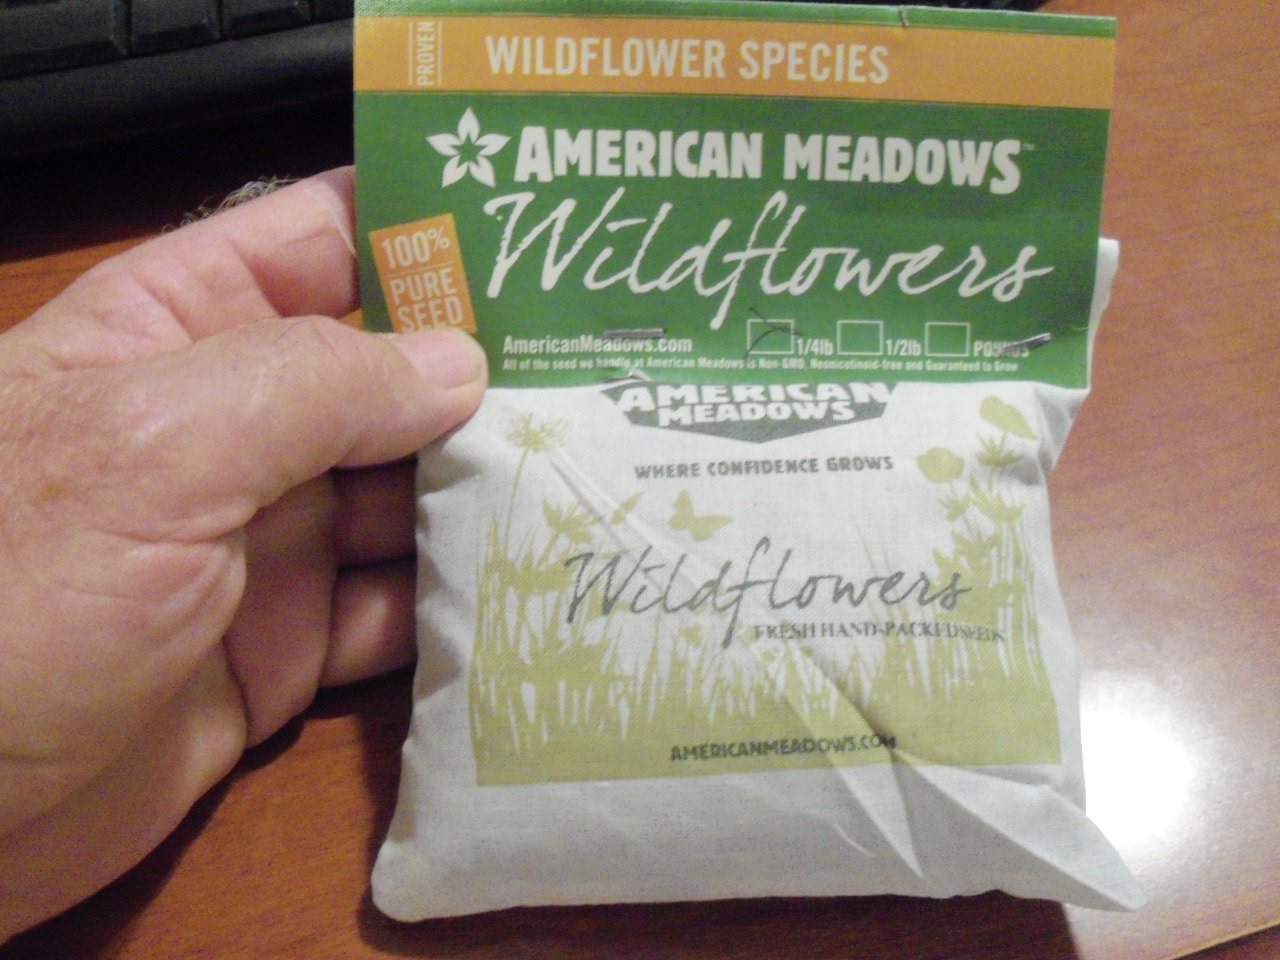 PROVEN
WILDFLOWER SPECIES
AMERICAN MEADOWS™
Wildflowers
100%
PURE
SEED
AmericanMeadows.com 1/4lb 1/2lb POUNDS
All of the seed we handle at American Meadows is Non-GMO, Neonicotinoid-free and Guaranteed to Grow
AMERICAN
MEADOWS
WHERE CONFIDENCE GROWS
Wildflowers
FRESH HAND-PACKED SEEDS
AMERICANMEADOWS.COM